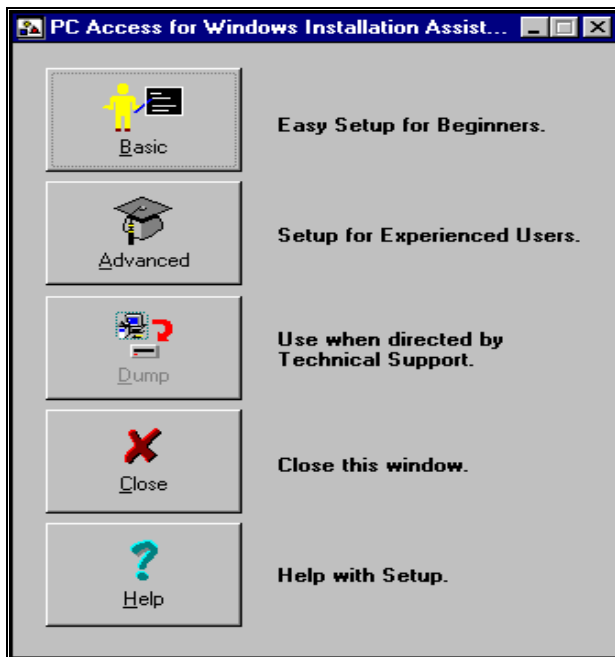 PC Access for Windows Installation Assist...
Basic
Easy Setup for Beginners.
Advanced
Setup for Experienced Users.
Dump
Use when directed by
Technical Support.
Close
Close this window.
Help
Help with Setup.